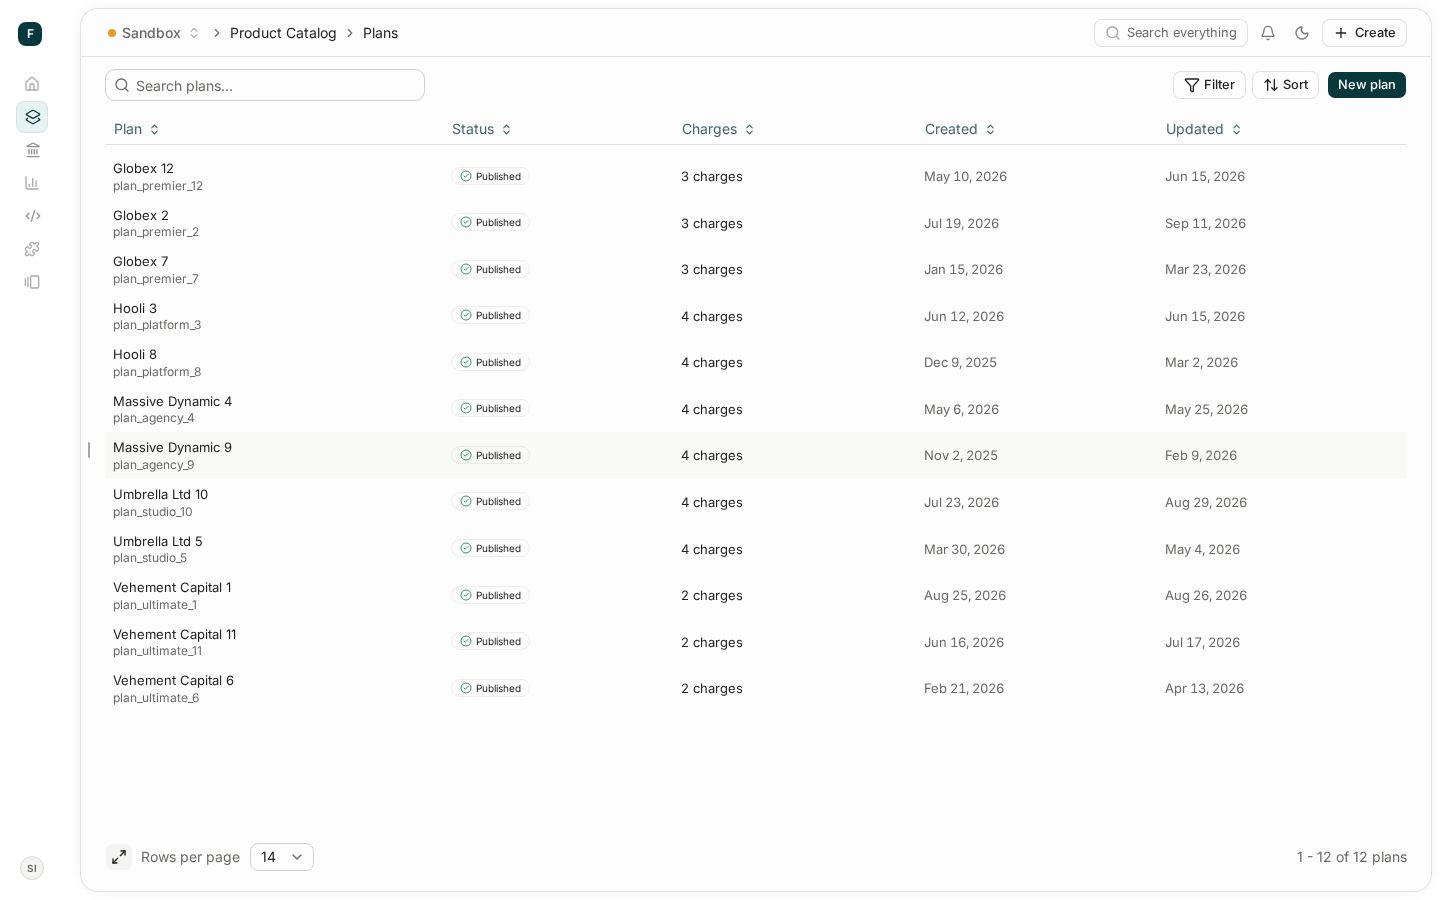 F
Sandbox
Product Catalog
Plans
Search everything
Create
Search plans...
Filter
Sort
New plan
Plan
Status
Charges
Created
Updated
Globex 12
plan_premier_12
Published
3 charges
May 10, 2026
Jun 15, 2026
Globex 2
plan_premier_2
Published
3 charges
Jul 19, 2026
Sep 11, 2026
Globex 7
plan_premier_7
Published
3 charges
Jan 15, 2026
Mar 23, 2026
Hooli 3
plan_platform_3
Published
4 charges
Jun 12, 2026
Jun 15, 2026
Hooli 8
plan_platform_8
Published
4 charges
Dec 9, 2025
Mar 2, 2026
Massive Dynamic 4
plan_agency_4
Published
4 charges
May 6, 2026
May 25, 2026
Massive Dynamic 9
plan_agency_9
Published
4 charges
Nov 2, 2025
Feb 9, 2026
Umbrella Ltd 10
plan_studio_10
Published
4 charges
Jul 23, 2026
Aug 29, 2026
Umbrella Ltd 5
plan_studio_5
Published
4 charges
Mar 30, 2026
May 4, 2026
Vehement Capital 1
plan_ultimate_1
Published
2 charges
Aug 25, 2026
Aug 26, 2026
Vehement Capital 11
plan_ultimate_11
Published
2 charges
Jun 16, 2026
Jul 17, 2026
Vehement Capital 6
plan_ultimate_6
Published
2 charges
Feb 21, 2026
Apr 13, 2026
SI
Rows per page
14
1 - 12 of 12 plans